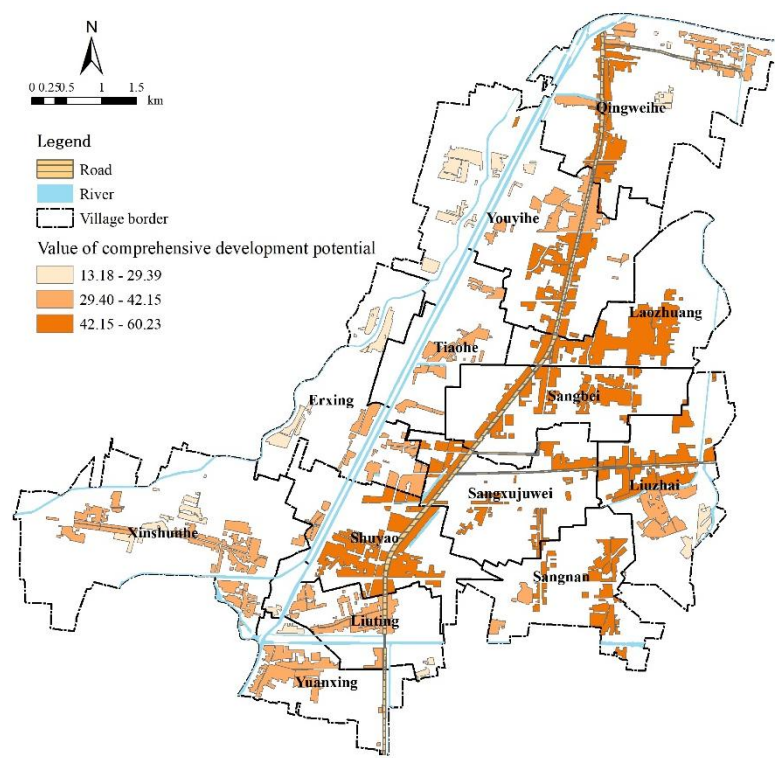 N
0 0.250.5 1 1.5
km
Legend
Road
River
Village border
Value of comprehensive development potential
13.18 - 29.39
29.40 - 42.15
42.15 - 60.23
Qingweihe
Youyihe
Laozhuang
Tiaohe
Sangbei
Erxing
Sangxujuwei
Liuzhai
Xinshunhe
Shuyao
Sangnan
Liuting
Yuanxing